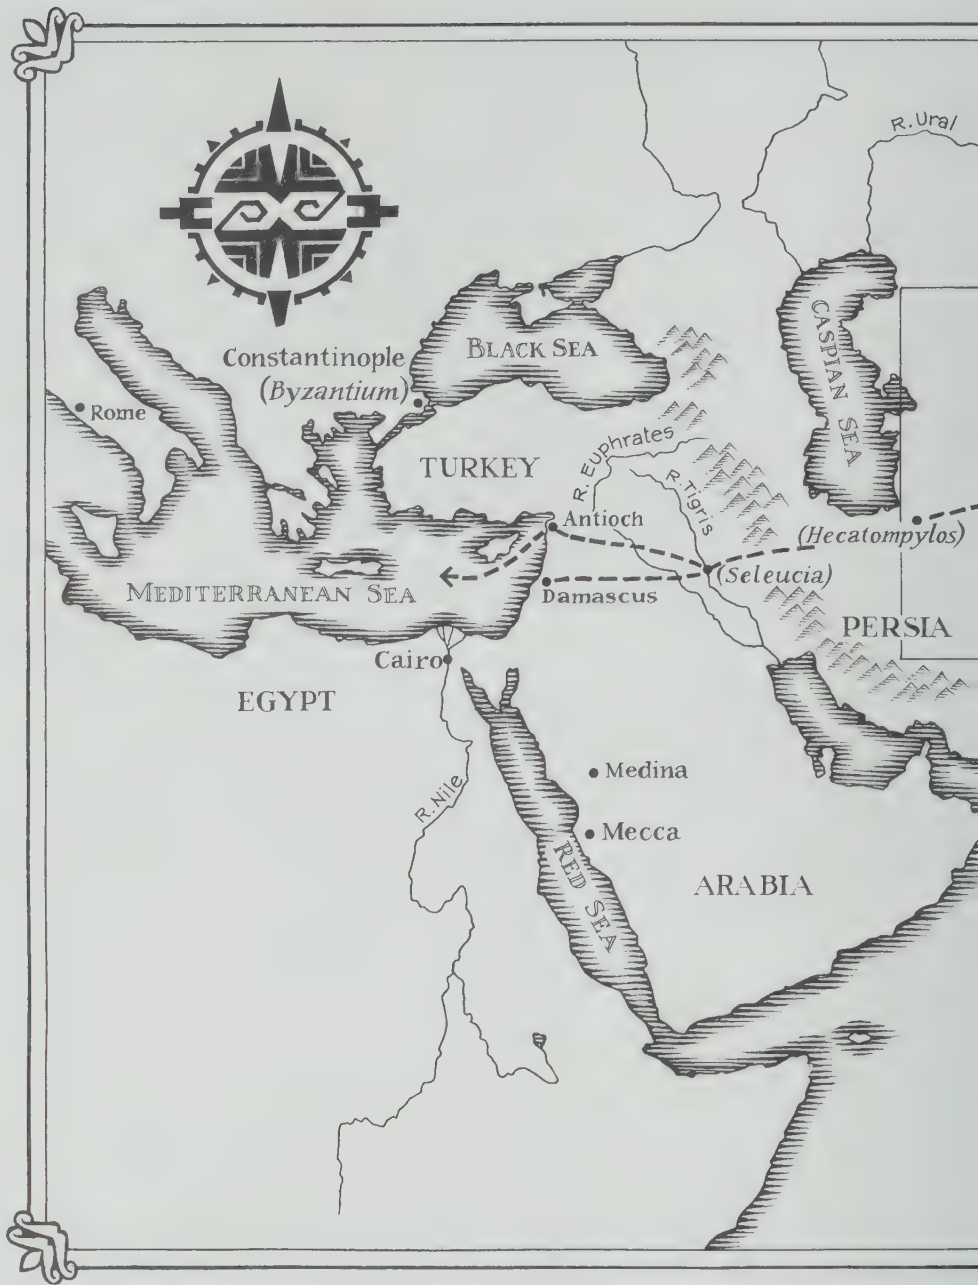 R. Ural
CASPIAN SEA
BLACK SEA
Constantinople
(Byzantium)
Rome
R. Euphrates
TURKEY
R. Tigris
Antioch
(Hecatompylos)
(Seleucia)
MEDITERRANEAN SEA
Damascus
PERSIA
Cairo
EGYPT
Medina
R. Nile
Mecca
RED SEA
ARABIA